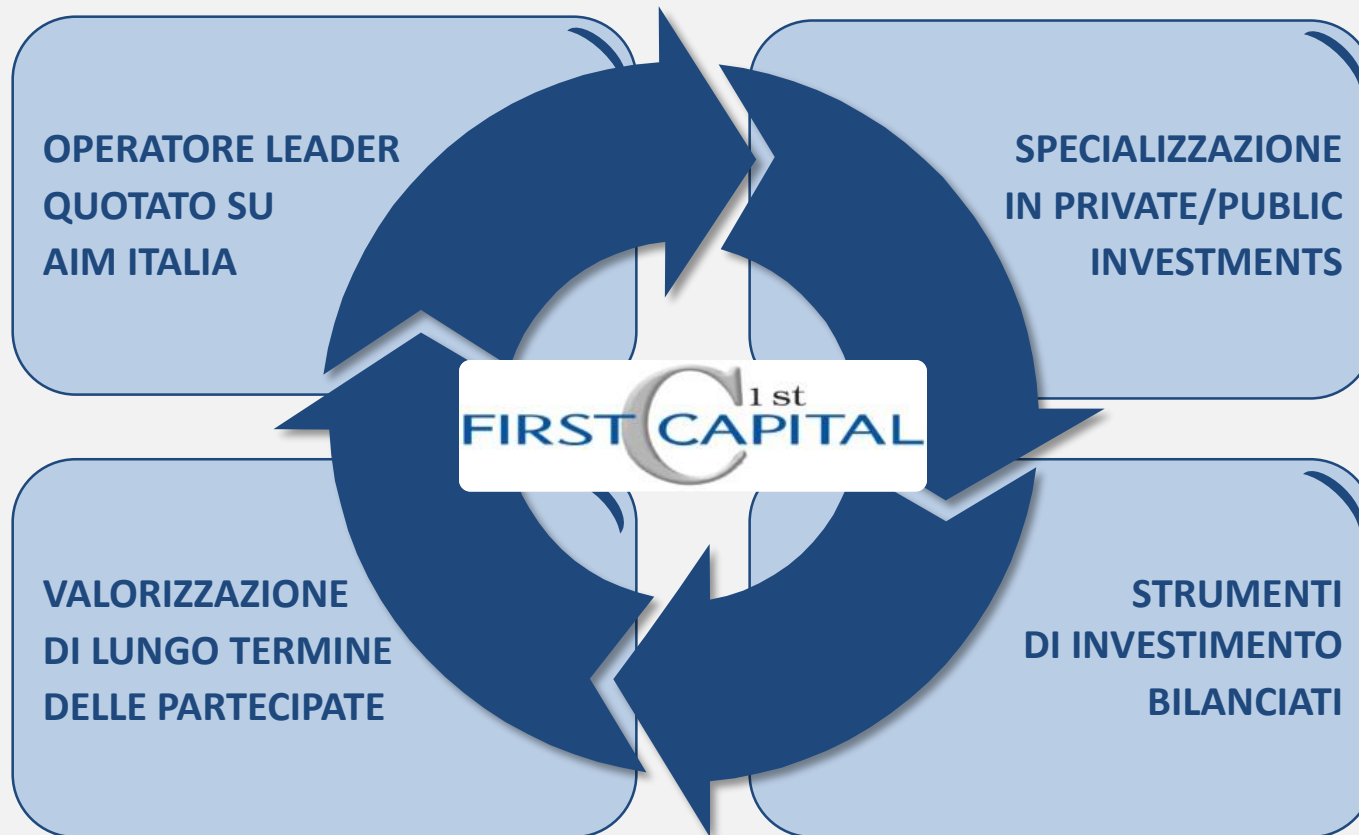 OPERATORE LEADER
QUOTATO SU
AIM ITALIA
SPECIALIZZAZIONE
IN PRIVATE/PUBLIC
INVESTMENTS
C 1 st
FIRST CAPITAL
VALORIZZAZIONE
DI LUNGO TERMINE
DELLE PARTECIPATE
STRUMENTI
DI INVESTIMENTO
BILANCIATI